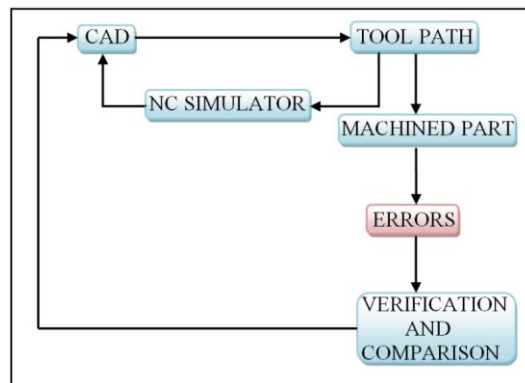 CAD
TOOL PATH
NC SIMULATOR
MACHINED PART
ERRORS
VERIFICATION
AND
COMPARISON